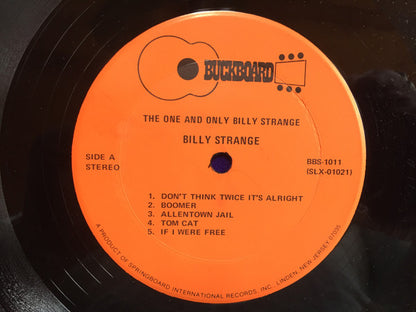 BUCKBOARD
THE ONE AND ONLY BILLY STRANGE
BILLY STRANGE
SIDE A
STEREO
BBS-1011
(SLX-01021)
1. DON'T THINK TWICE IT'S ALRIGHT
2. BOOMER
3. ALLENTOWN JAIL
4. TOM CAT
5. IF I WERE FREE
A PRODUCT OF SPRINGBOARD INTERNATIONAL RECORDS, INC. LINDEN, NEW JERSEY 07035